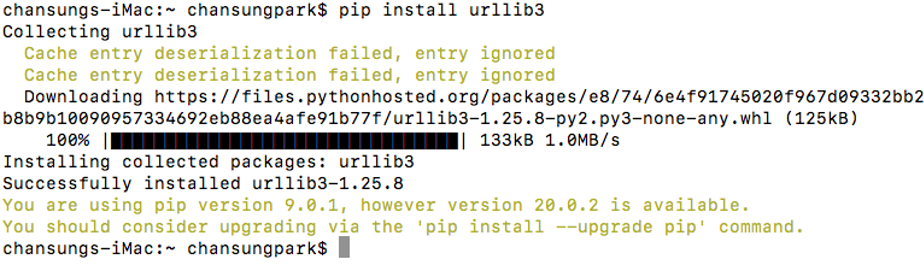 chansungs-iMac:~ chansungpark$ pip install urllib3
Collecting urllib3
  Cache entry deserialization failed, entry ignored
  Cache entry deserialization failed, entry ignored
  Downloading https://files.pythonhosted.org/packages/e8/74/6e4f91745020f967d09332bb2
b8b9b10090957334692eb88ea4afe91b77f/urllib3-1.25.8-py2.py3-none-any.whl (125kB)
    100% |████████████████████████████████| 133kB 1.0MB/s
Installing collected packages: urllib3
Successfully installed urllib3-1.25.8
You are using pip version 9.0.1, however version 20.0.2 is available.
You should consider upgrading via the 'pip install --upgrade pip' command.
chansungs-iMac:~ chansungpark$